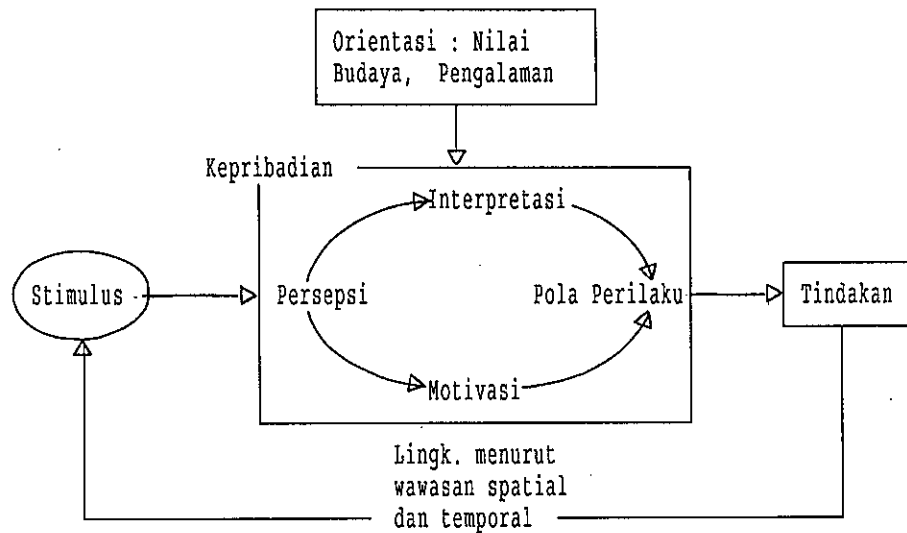 Orientasi : Nilai
Budaya, Pengalaman
Kepribadian
Interpretasi
Stimulus
Persepsi
Pola Perilaku
Tindakan
Motivasi
Lingk. menurut
wawasan spatial
dan temporal